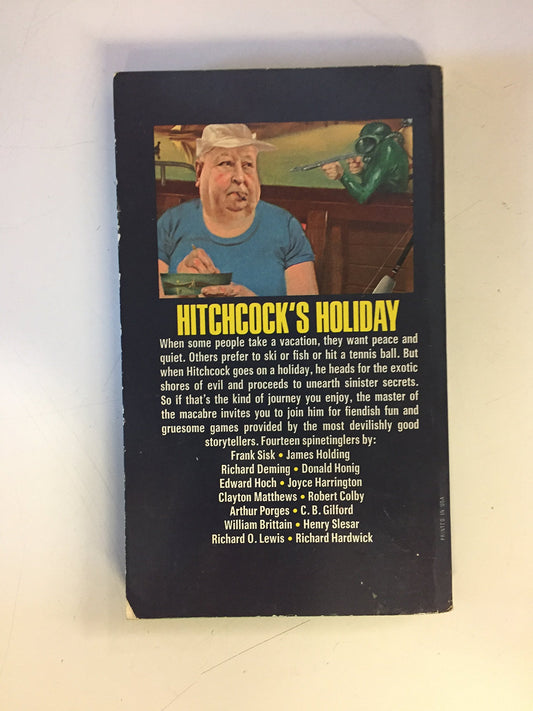 HITCHCOCK'S HOLIDAY
When some people take a vacation, they want peace and
quiet. Others prefer to ski or fish or hit a tennis ball. But
when Hitchcock goes on a holiday, he heads for the exotic
shores of evil and proceeds to unearth sinister secrets.
So if that's the kind of journey you enjoy, the master of
the macabre invites you to join him for fiendish fun and
gruesome games provided by the most devilishly good
storytellers. Fourteen spinetinglers by:
Frank Sisk • James Holding
Richard Deming • Donald Honig
Edward Hoch • Joyce Harrington
Clayton Matthews • Robert Colby
Arthur Porges • C. B. Gilford
William Brittain • Henry Slesar
Richard O. Lewis • Richard Hardwick
PRINTED IN USA